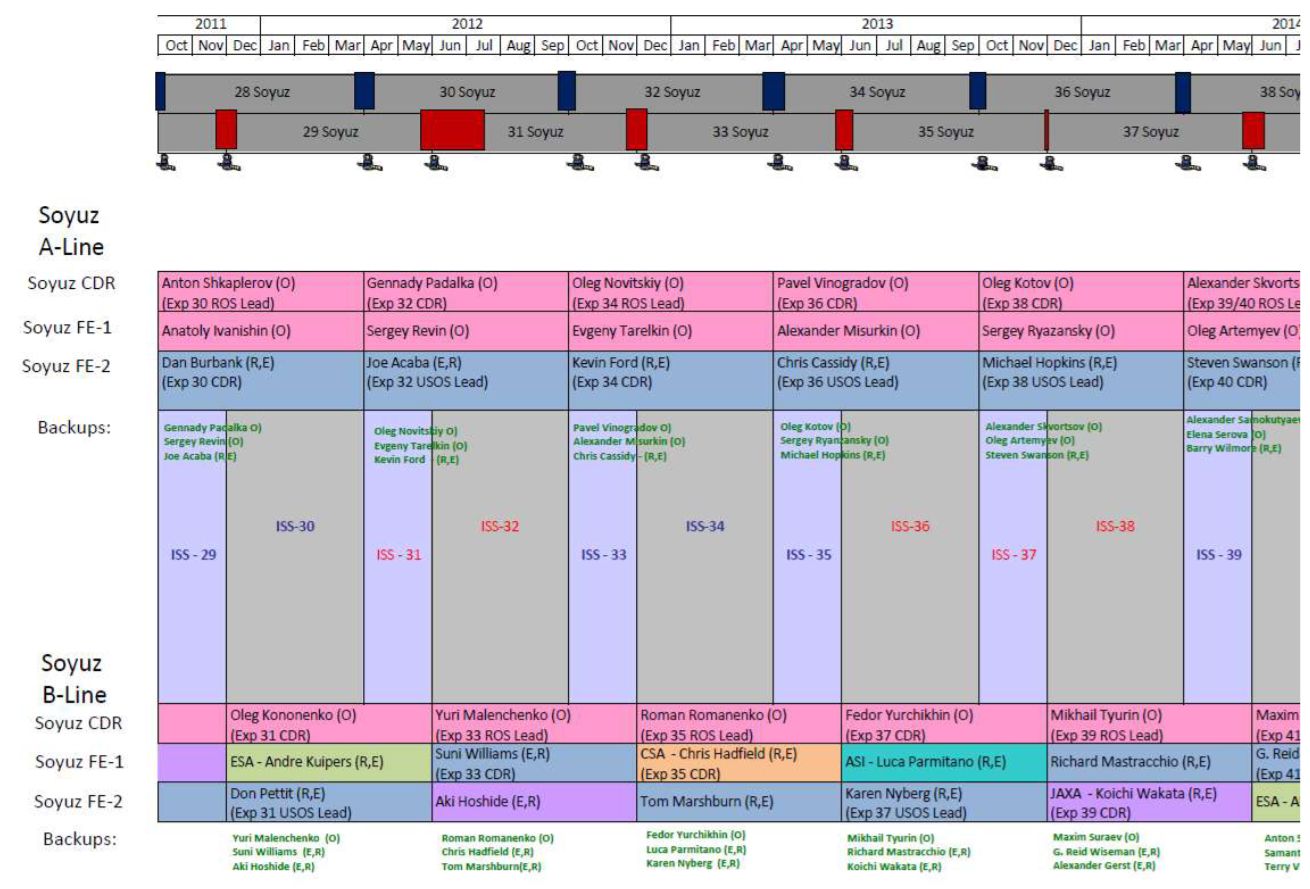 2011 2012 2013 2014
Oct Nov Dec Jan Feb Mar Apr May Jun Jul Aug Sep Oct Nov Dec Jan Feb Mar Apr May Jun Jul Aug Sep Oct Nov Dec Jan Feb Mar Apr May Jun
28 Soyuz 30 Soyuz 32 Soyuz 34 Soyuz 36 Soyuz 38 Soy
29 Soyuz 31 Soyuz 33 Soyuz 35 Soyuz 37 Soyuz
Soyuz
A-Line
Soyuz CDR
Anton Shkaplerov (O)
(Exp 30 ROS Lead)
Gennady Padalka (O)
(Exp 32 CDR)
Oleg Novitskiy (O)
(Exp 34 ROS Lead)
Pavel Vinogradov (O)
(Exp 36 CDR)
Oleg Kotov (O)
(Exp 38 CDR)
Alexander Skvorts
(Exp 39/40 ROS Le
Soyuz FE-1
Anatoly Ivanishin (O)
Sergey Revin (O)
Evgeny Tarelkin (O)
Alexander Misurkin (O)
Sergey Ryazansky (O)
Oleg Artemyev (O
Soyuz FE-2
Dan Burbank (R,E)
(Exp 30 CDR)
Joe Acaba (E,R)
(Exp 32 USOS Lead)
Kevin Ford (R,E)
(Exp 34 CDR)
Chris Cassidy (R,E)
(Exp 36 USOS Lead)
Michael Hopkins (R,E)
(Exp 38 USOS Lead)
Steven Swanson (
(Exp 40 CDR)
Backups:
Gennady Padalka O)
Sergey Revin (O)
Joe Acaba (R,E)
Oleg Novitskiy O)
Evgeny Tarelkin (O)
Kevin Ford - (R,E)
Pavel Vinogradov (O)
Alexander Misurkin (O)
Chris Cassidy - (R,E)
Oleg Kotov (O)
Sergey Ryanzansky (O)
Michael Hopkins (R,E)
Alexander Skvortsov (O)
Oleg Artemyev (O)
Steven Swanson (R,E)
Alexander Samokutyaev
Elena Serova (O)
Barry Wilmore (R,E)
ISS-30 ISS-32 ISS-34 ISS-36 ISS-38
ISS - 29 ISS - 31 ISS - 33 ISS - 35 ISS - 37 ISS - 39
Soyuz
B-Line
Soyuz CDR
Oleg Kononenko (O)
(Exp 31 CDR)
Yuri Malenchenko (O)
(Exp 33 ROS Lead)
Roman Romanenko (O)
(Exp 35 ROS Lead)
Fedor Yurchikhin (O)
(Exp 37 CDR)
Mikhail Tyurin (O)
(Exp 39 ROS Lead)
Maxim
(Exp 41
Soyuz FE-1
ESA - Andre Kuipers (R,E)
Suni Williams (E,R)
(Exp 33 CDR)
CSA - Chris Hadfield (R,E)
(Exp 35 CDR)
ASI - Luca Parmitano (R,E)
Richard Mastracchio (R,E)
G. Reid
(Exp 41
Soyuz FE-2
Don Pettit (R,E)
(Exp 31 USOS Lead)
Aki Hoshide (E,R)
Tom Marshburn (R,E)
Karen Nyberg (R,E)
(Exp 37 USOS Lead)
JAXA - Koichi Wakata (R,E)
(Exp 39 CDR)
ESA - A
Backups:
Yuri Malenchenko (O)
Suni Williams (E,R)
Aki Hoshide (E,R)
Roman Romanenko (O)
Chris Hadfield (E,R)
Tom Marshburn(E,R)
Fedor Yurchikhin (O)
Luca Parmitano (E,R)
Karen Nyberg (E,R)
Mikhail Tyurin (O)
Richard Mastracchio (E,R)
Koichi Wakata (E,R)
Maxim Suraev (O)
G. Reid Wiseman (E,R)
Alexander Gerst (E,R)
Anton S
Samant
Terry V